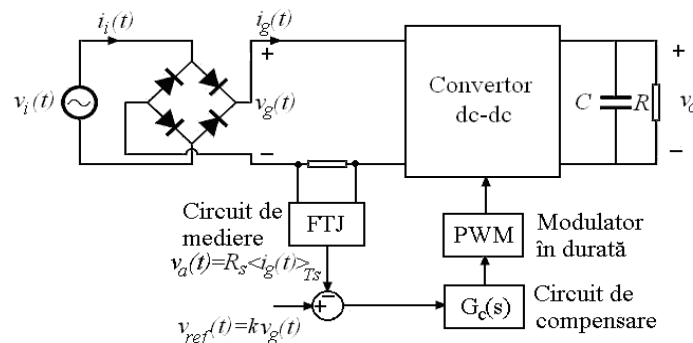 i_i(t)
i_g(t)
+
+
v_i(t)
v_g(t)
Convertor
dc-dc
C
R
−
−
Circuit de
mediere
FTJ
PWM
Modulator
în durată
v_a(t)=R_s<i_g(t)>_Ts
−
+
v_ref(t)=kv_g(t)
G_c(s)
Circuit de
compensare